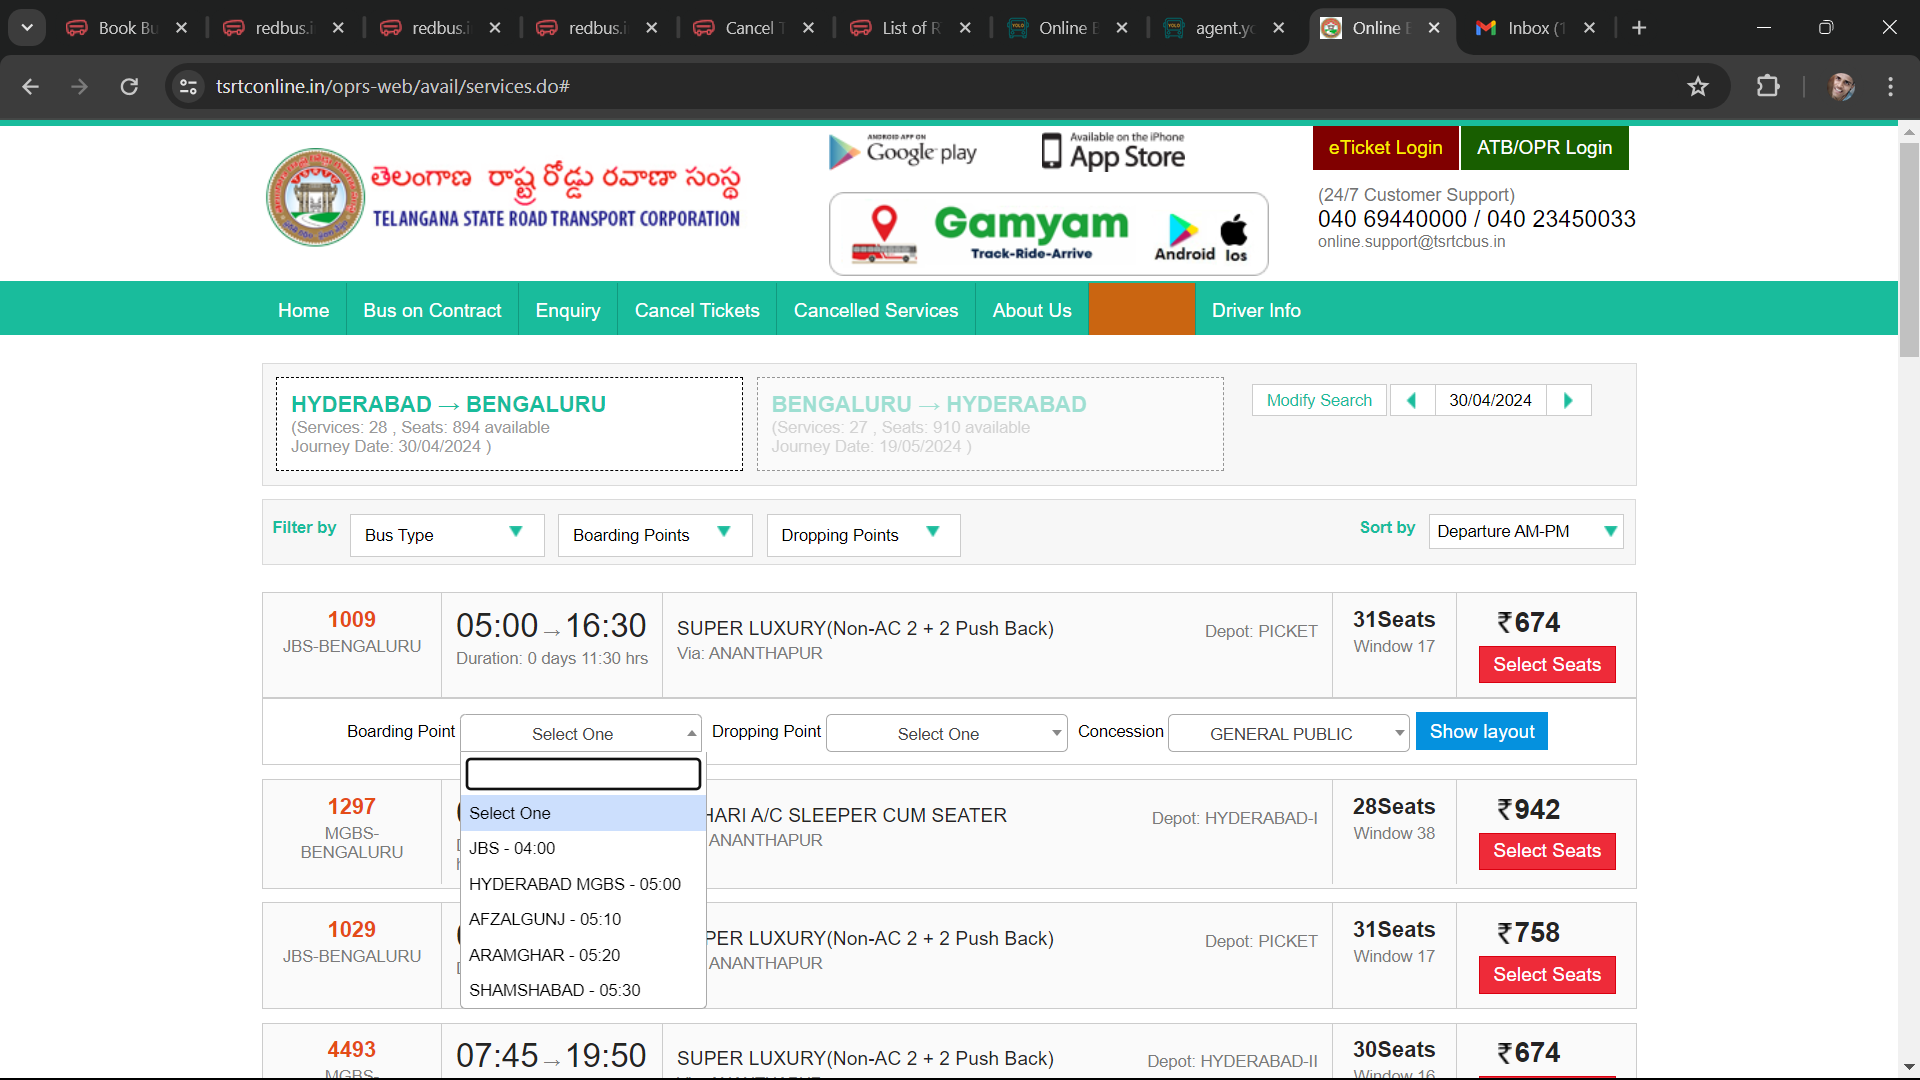 Book Bu
redbus.i
redbus.i
redbus.i
Cancel T
List of R
Online B
agent.yo
Online B
Inbox (1
tsrtconline.in/oprs-web/avail/services.do#
తెలంగాణ రాష్ట్ర రోడ్డు రవాణా సంస్థ
TELANGANA STATE ROAD TRANSPORT CORPORATION
ANDROID APP ON
Google play
Available on the iPhone
App Store
Gamyam
Track-Ride-Arrive
Android Ios
eTicket Login
ATB/OPR Login
(24/7 Customer Support)
040 69440000 / 040 23450033
online.support@tsrtcbus.in
Home
Bus on Contract
Enquiry
Cancel Tickets
Cancelled Services
About Us
Driver Info
HYDERABAD → BENGALURU
(Services: 28 , Seats: 894 available
Journey Date: 30/04/2024 )
BENGALURU → HYDERABAD
(Services: 27 , Seats: 910 available
Journey Date: 19/05/2024 )
Modify Search
30/04/2024
Filter by
Bus Type
Boarding Points
Dropping Points
Sort by
Departure AM-PM
1009
JBS-BENGALURU
05:00→16:30
Duration: 0 days 11:30 hrs
SUPER LUXURY(Non-AC 2 + 2 Push Back)
Via: ANANTHAPUR
Depot: PICKET
31Seats
Window 17
₹674
Select Seats
Boarding Point
Select One
Dropping Point
Select One
Concession
GENERAL PUBLIC
Show layout
Select One
JBS - 04:00
HYDERABAD MGBS - 05:00
AFZALGUNJ - 05:10
ARAMGHAR - 05:20
SHAMSHABAD - 05:30
1297
MGBS-
BENGALURU
HARI A/C SLEEPER CUM SEATER
ANANTHAPUR
Depot: HYDERABAD-I
28Seats
Window 38
₹942
Select Seats
1029
JBS-BENGALURU
PER LUXURY(Non-AC 2 + 2 Push Back)
ANANTHAPUR
Depot: PICKET
31Seats
Window 17
₹758
Select Seats
4493
MGBS-
07:45→19:50
SUPER LUXURY(Non-AC 2 + 2 Push Back)
Depot: HYDERABAD-II
30Seats
Window 16
₹674